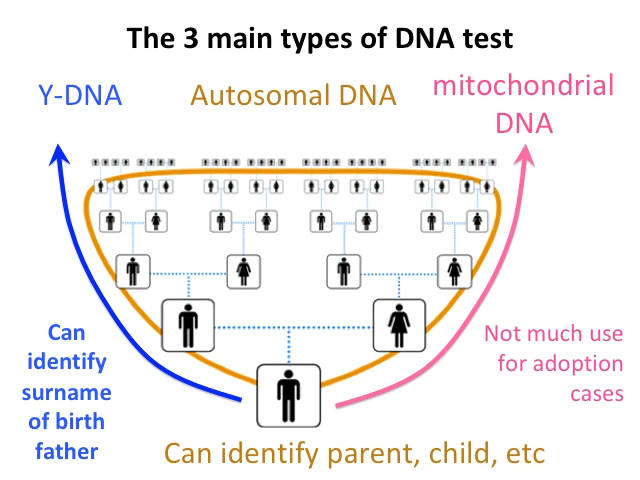 The 3 main types of DNA test
Y-DNA
Autosomal DNA
mitochondrial
DNA
Can
identify
surname
of birth
father
Not much use
for adoption
cases
Can identify parent, child, etc